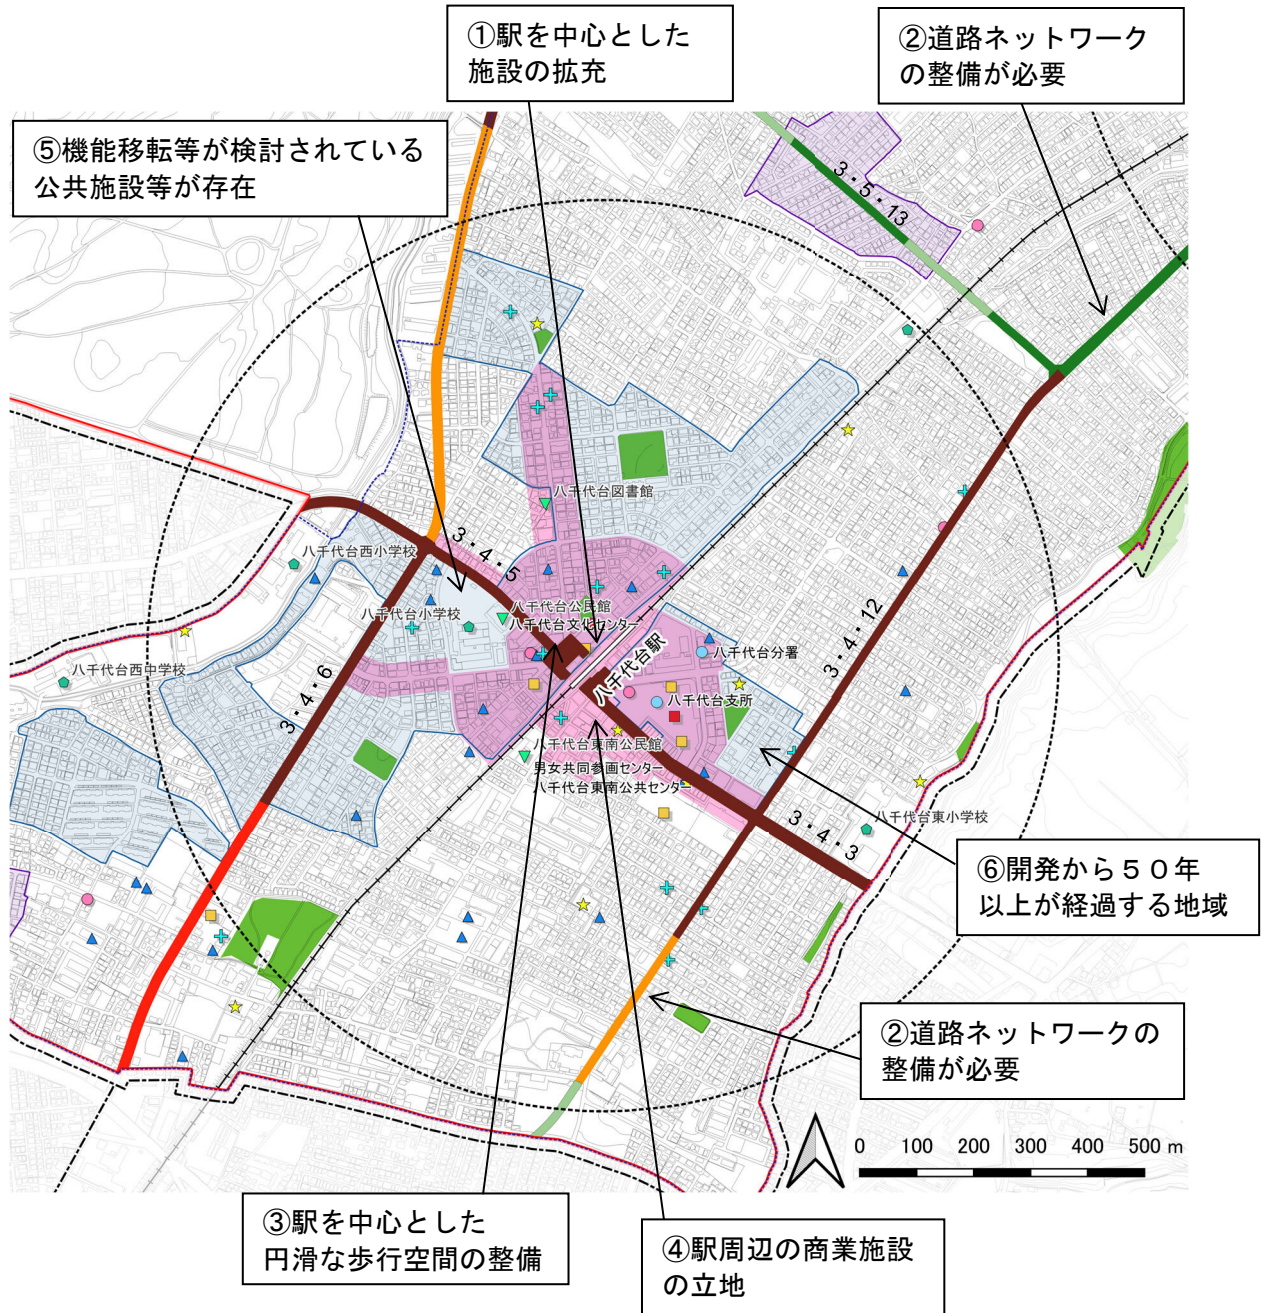 ①駅を中心とした
施設の拡充
②道路ネットワーク
の整備が必要
⑤機能移転等が検討されている
公共施設等が存在
3・5・13
八千代台図書館
3・4・5
八千代台西小学校
八千代台小学校
八千代台公民館
八千代台文化センター
八千代台西中学校
3・4・6
八千代台駅
八千代台分署
八千代台支所
3・4・12
八千代台東南公民館
男女共同参画センター
八千代台東南公共センター
3・4・3
八千代台東小学校
⑥開発から５０年
以上が経過する地域
②道路ネットワークの
整備が必要
0 100 200 300 400 500 m
③駅を中心とした
円滑な歩行空間の整備
④駅周辺の商業施設
の立地